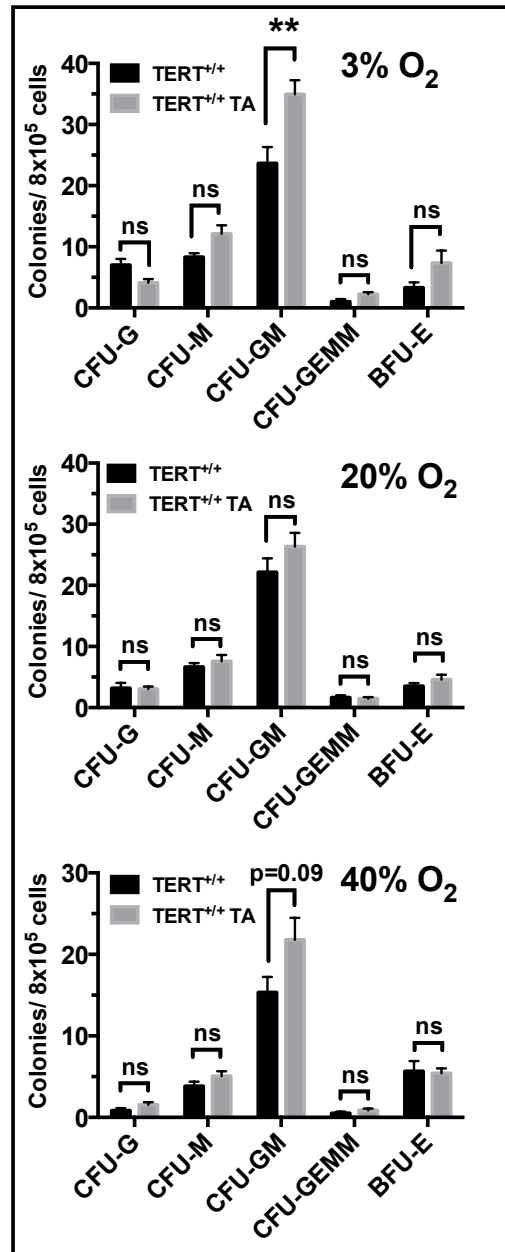 **
3% O₂
40
TERT⁺/⁺
TERT⁺/⁺ TA
30
20
10
0
Colonies/ 8x10⁵ cells
ns
ns
ns
ns
CFU-G
CFU-M
CFU-GM
CFU-GEMM
BFU-E
20% O₂
40
TERT⁺/⁺
TERT⁺/⁺ TA
30
20
10
0
Colonies/ 8x10⁵ cells
ns
ns
ns
ns
ns
CFU-G
CFU-M
CFU-GM
CFU-GEMM
BFU-E
40% O₂
30
TERT⁺/⁺
TERT⁺/⁺ TA
p=0.09
20
10
0
Colonies/ 8x10⁵ cells
ns
ns
ns
ns
CFU-G
CFU-M
CFU-GM
CFU-GEMM
BFU-E